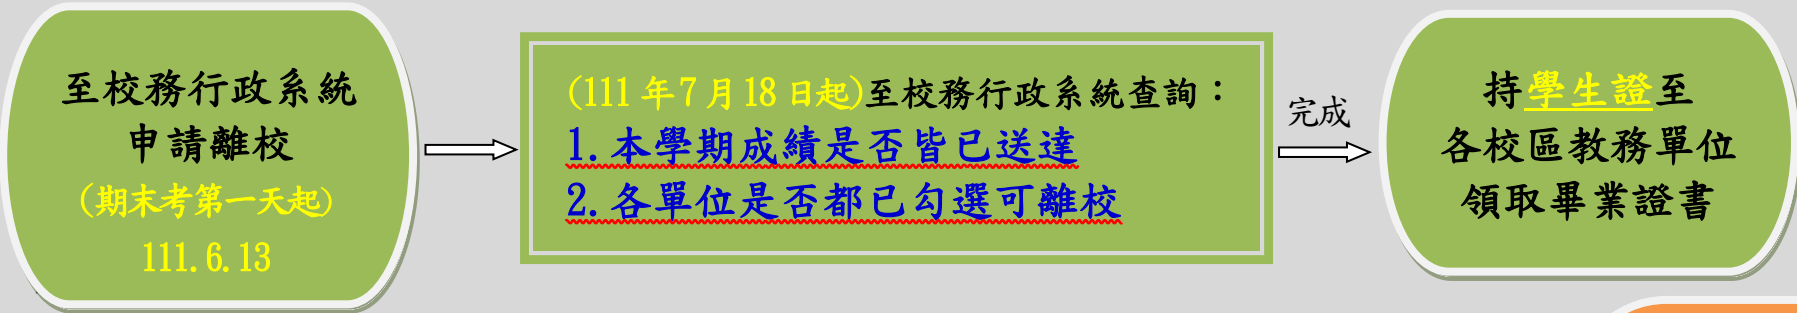 至校務行政系統
申請離校
(期末考第一天起)
111.6.13
(111年7月18日起)至校務行政系統查詢：
1.本學期成績是否皆已送達
2.各單位是否都已勾選可離校
完成
持學生證至
各校區教務單位
領取畢業證書